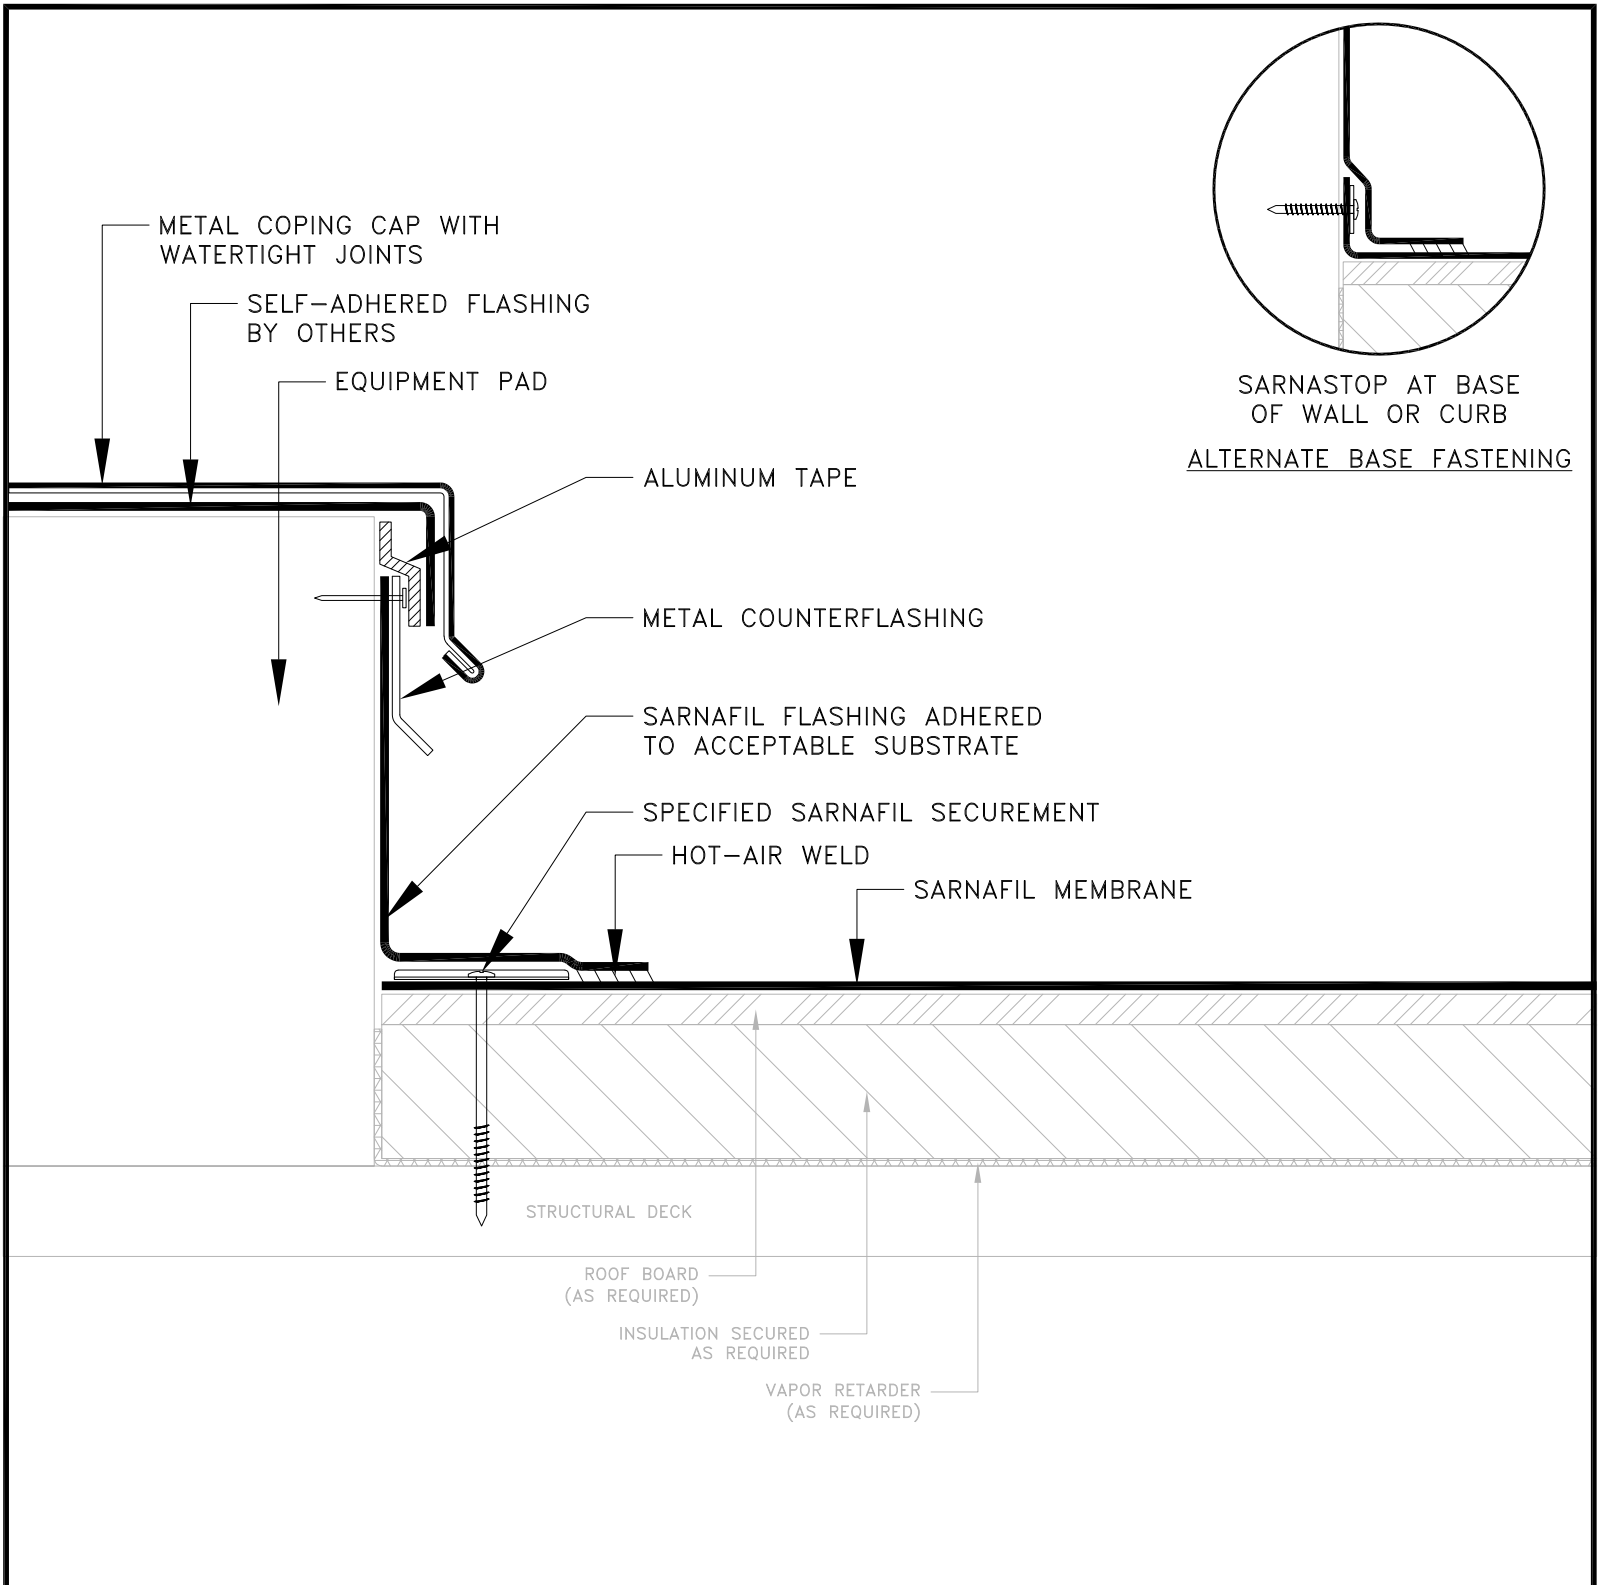 METAL COPING CAP WITH
WATERTIGHT JOINTS
SELF-ADHERED FLASHING
BY OTHERS
EQUIPMENT PAD
SARNASTOP AT BASE
OF WALL OR CURB
ALTERNATE BASE FASTENING
ALUMINUM TAPE
METAL COUNTERFLASHING
SARNAFIL FLASHING ADHERED
TO ACCEPTABLE SUBSTRATE
SPECIFIED SARNAFIL SECUREMENT
HOT-AIR WELD
SARNAFIL MEMBRANE
STRUCTURAL DECK
ROOF BOARD
(AS REQUIRED)
INSULATION SECURED
AS REQUIRED
VAPOR RETARDER
(AS REQUIRED)